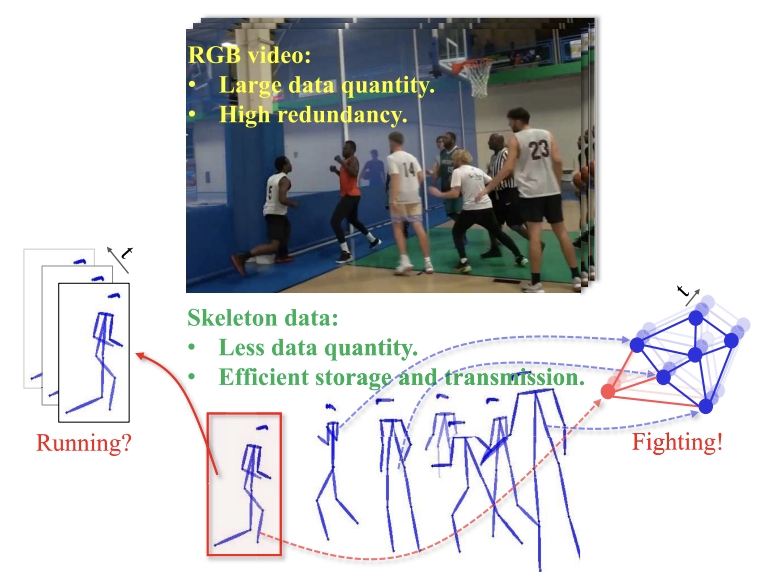 RGB video:
• Large data quantity.
• High redundancy.
5
14
23
t
t
Skeleton data:
• Less data quantity.
• Efficient storage and transmission.
Running?
Fighting!